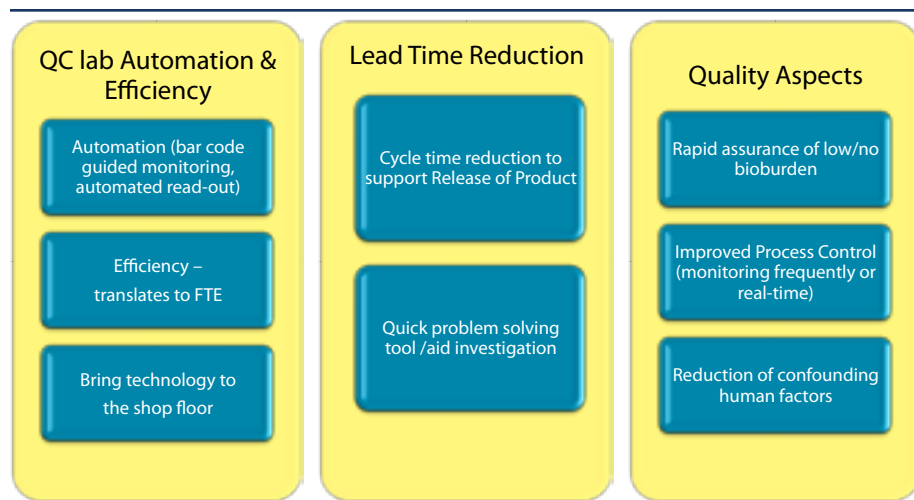 QC lab Automation &
Efficiency
Automation (bar code
guided monitoring,
automated read-out)
Efficiency –
translates to FTE
Bring technology to
the shop floor
Lead Time Reduction
Cycle time reduction to
support Release of Product
Quick problem solving
tool /aid investigation
Quality Aspects
Rapid assurance of low/no
bioburden
Improved Process Control
(monitoring frequently or
real-time)
Reduction of confounding
human factors